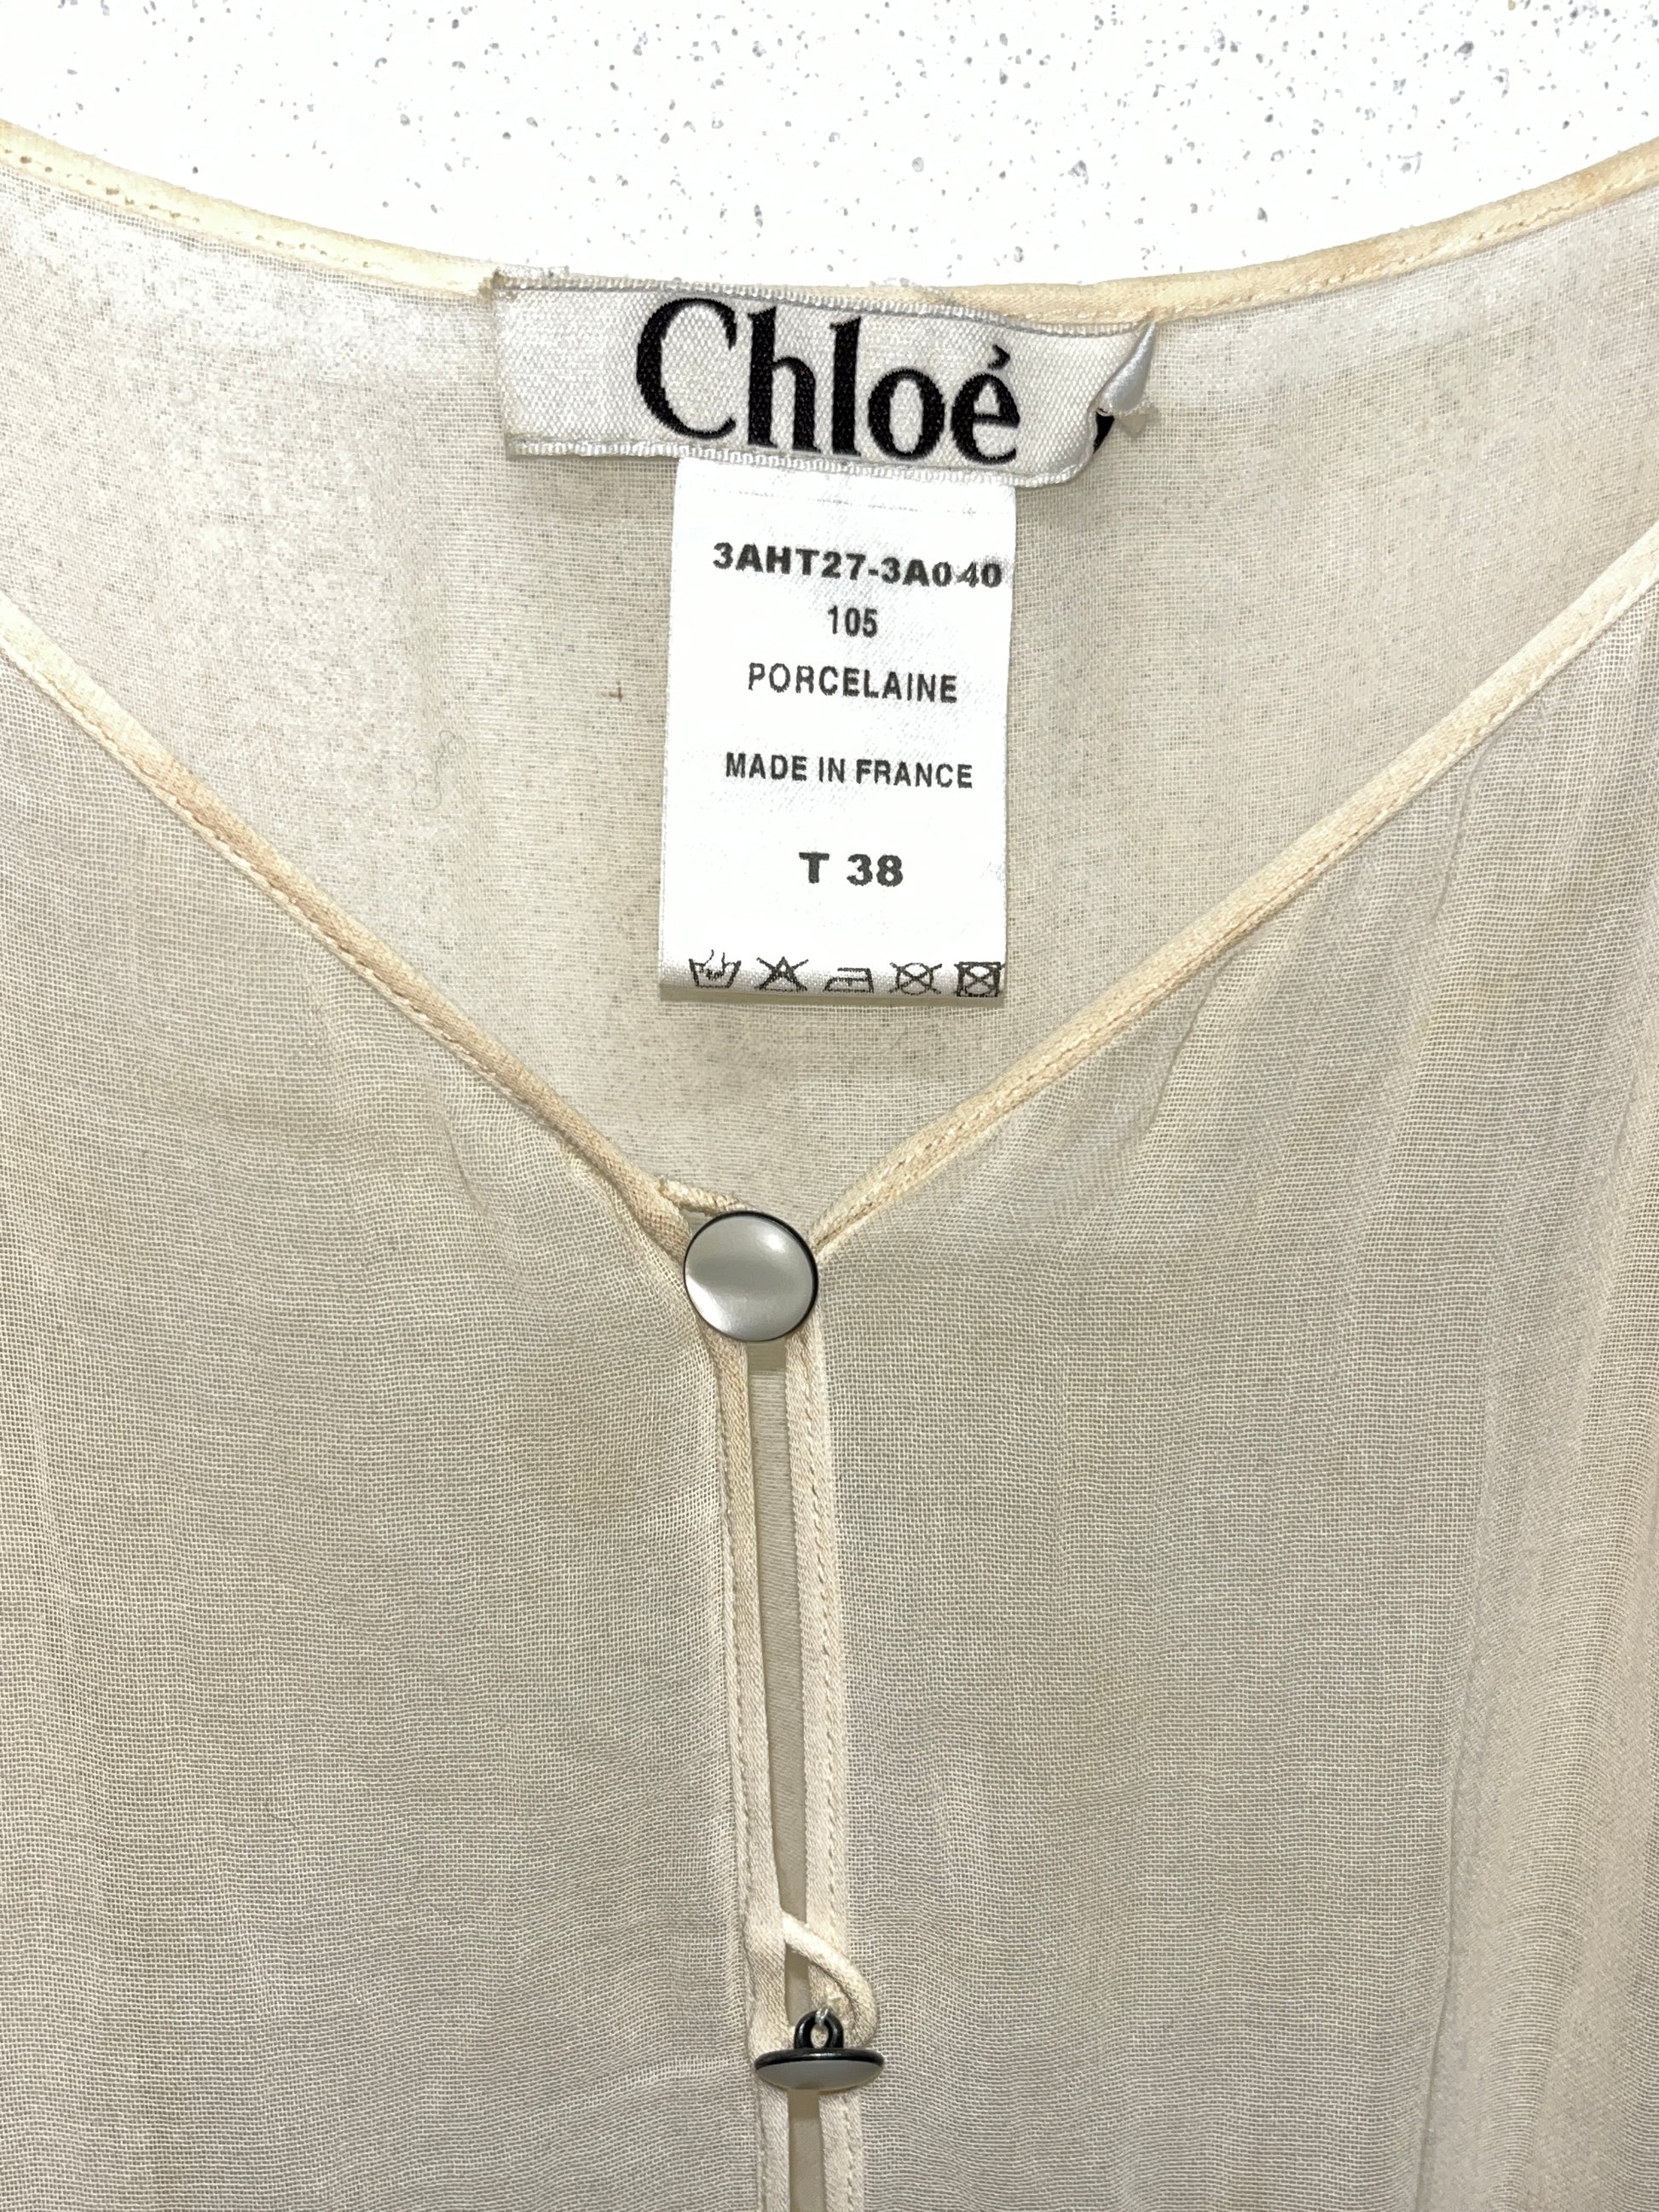 Chloé
3AHT27-3A040
105
PORCELAINE
MADE IN FRANCE
T 38